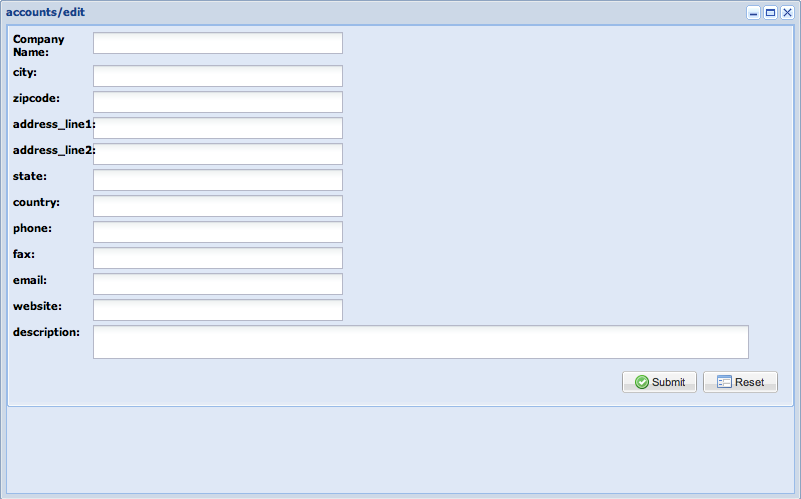 accounts/edit
Company
Name:
city:
zipcode:
address_line1:
address_line2:
state:
country:
phone:
fax:
email:
website:
description:
Submit Reset